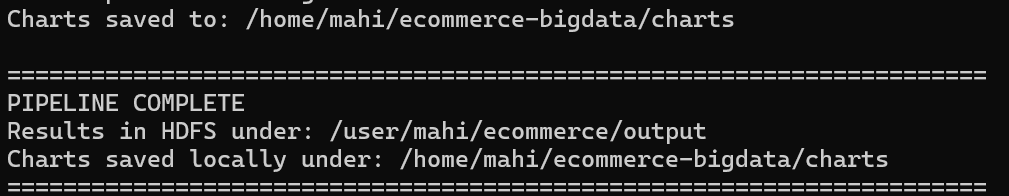 Charts saved to: /home/mahi/ecommerce-bigdata/charts
======================================================================
PIPELINE COMPLETE
Results in HDFS under: /user/mahi/ecommerce/output
Charts saved locally under: /home/mahi/ecommerce-bigdata/charts
======================================================================